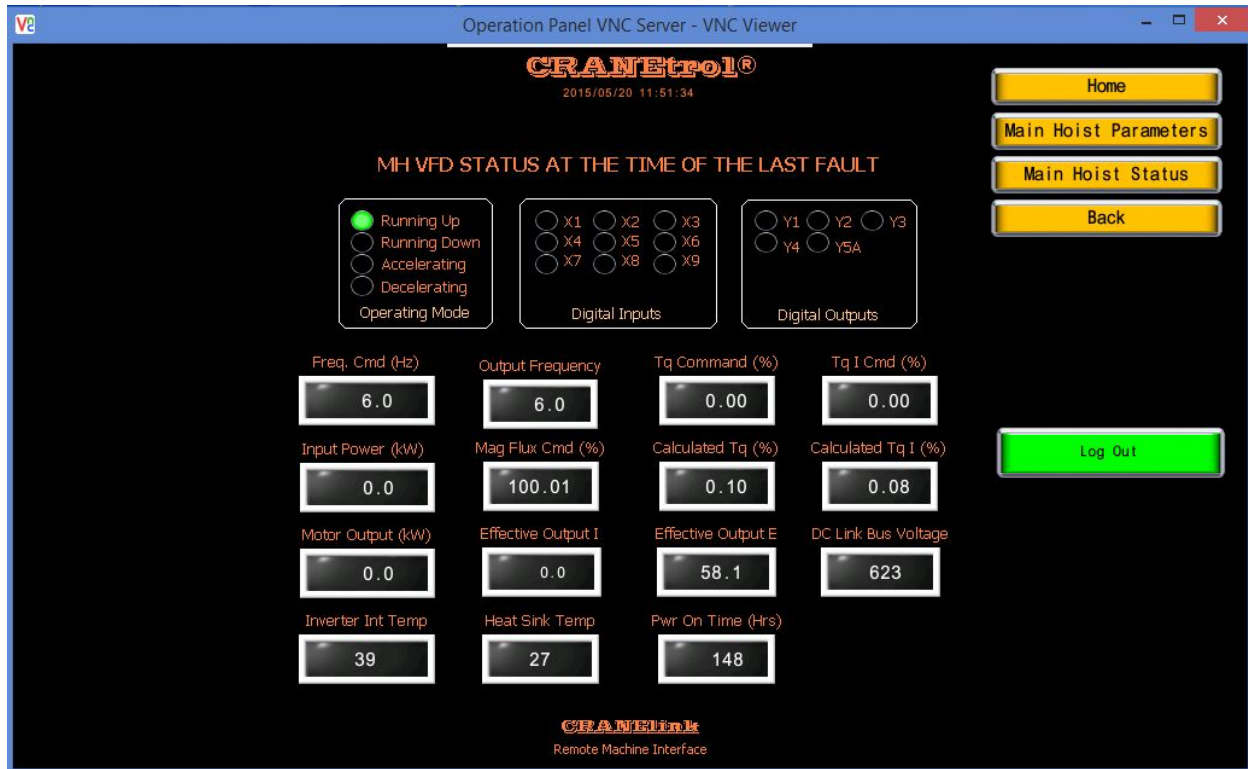 Operation Panel VNC Server - VNC Viewer
CRANEtrol®
2015/05/20 11:51:34
Home
Main Hoist Parameters
Main Hoist Status
Back
MH VFD STATUS AT THE TIME OF THE LAST FAULT
Running Up
Running Down
Accelerating
Decelerating
Operating Mode
X1 X2 X3
X4 X5 X6
X7 X8 X9
Digital Inputs
Y1 Y2 Y3
Y4 Y5A
Digital Outputs
Freq. Cmd (Hz) Output Frequency Tq Command (%) Tq I Cmd (%)
6.0 6.0 0.00 0.00
Input Power (kW) Mag Flux Cmd (%) Calculated Tq (%) Calculated Tq I (%)
0.0 100.01 0.10 0.08
Log Out
Motor Output (kW) Effective Output I Effective Output E DC Link Bus Voltage
0.0 0.0 58.1 623
Inverter Int Temp Heat Sink Temp Pwr On Time (Hrs)
39 27 148
CRANElink
Remote Machine Interface